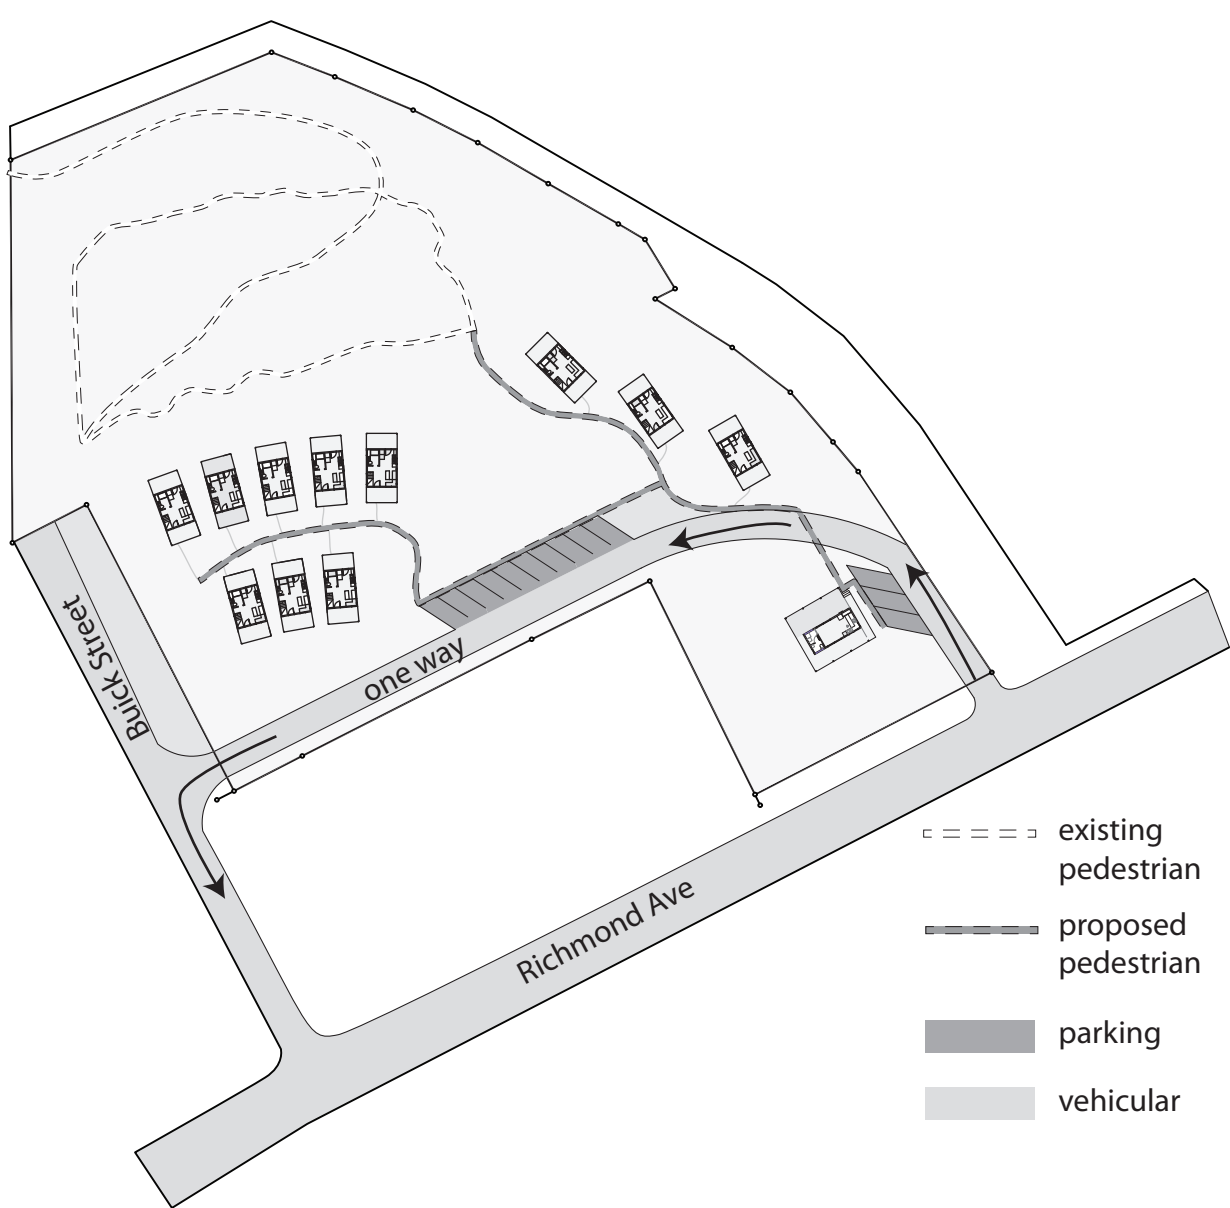 Buick Street
one way
Richmond Ave
existing
pedestrian
proposed
pedestrian
parking
vehicular